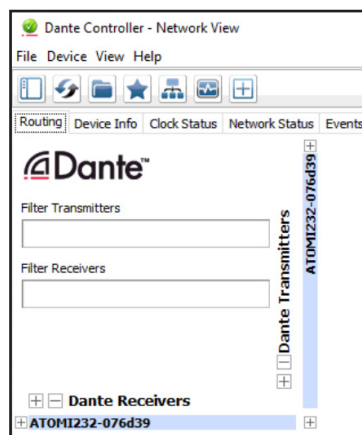 Dante Controller - Network View
File Device View Help
Routing Device Info Clock Status Network Status Events
Dante™
Filter Transmitters
Filter Receivers
Dante Transmitters
ATOMI232-076d39
Dante Receivers
ATOMI232-076d39